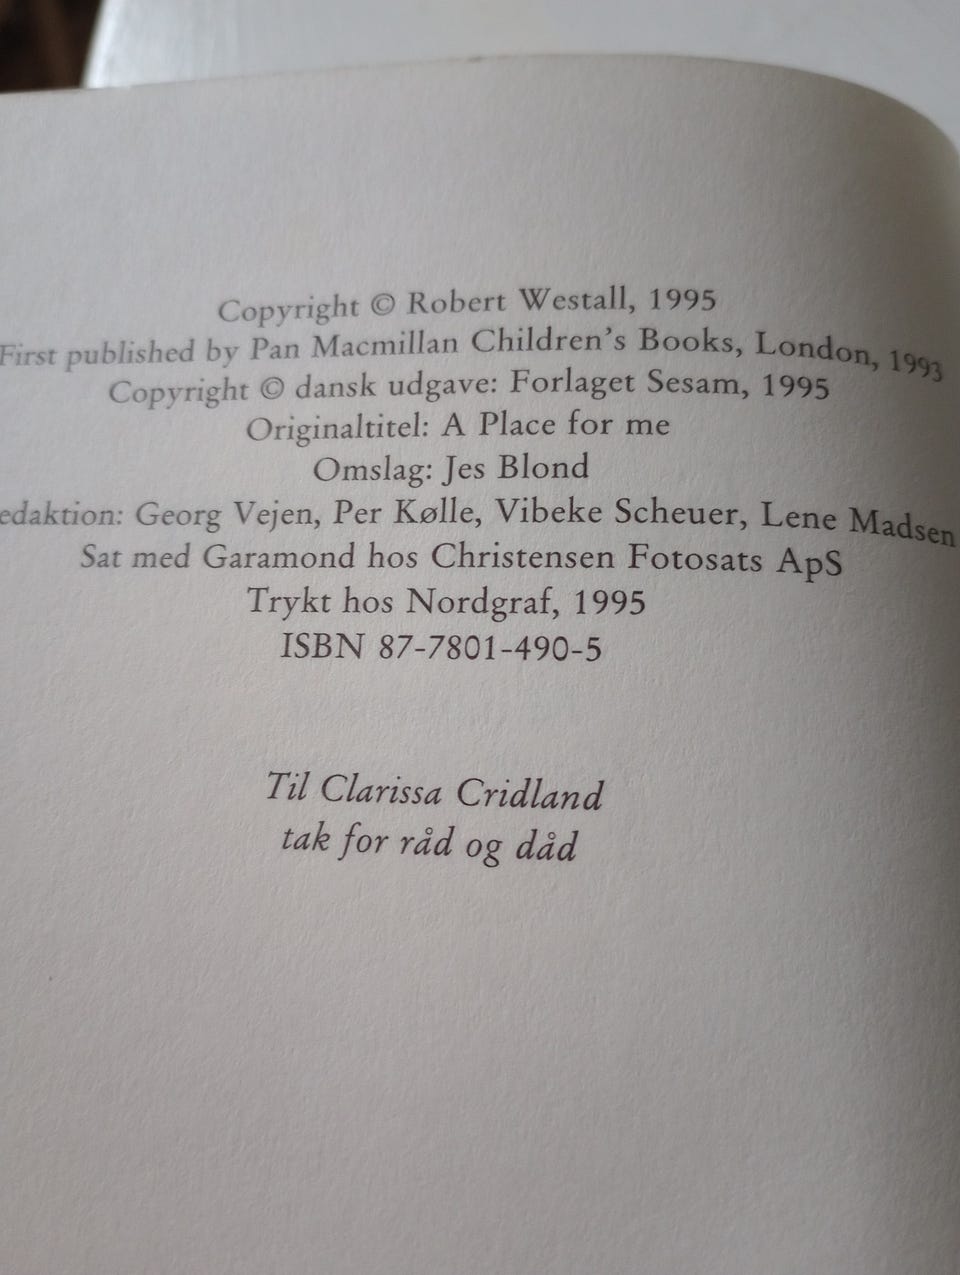 Copyright © Robert Westall, 1995
First published by Pan Macmillan Children's Books, London, 1993
Copyright © dansk udgave: Forlaget Sesam, 1995
Originaltitel: A Place for me
Omslag: Jes Blond
edaktion: Georg Vejen, Per Kølle, Vibeke Scheuer, Lene Madsen
Sat med Garamond hos Christensen Fotosats ApS
Trykt hos Nordgraf, 1995
ISBN 87-7801-490-5
Til Clarissa Cridland
tak for råd og dåd